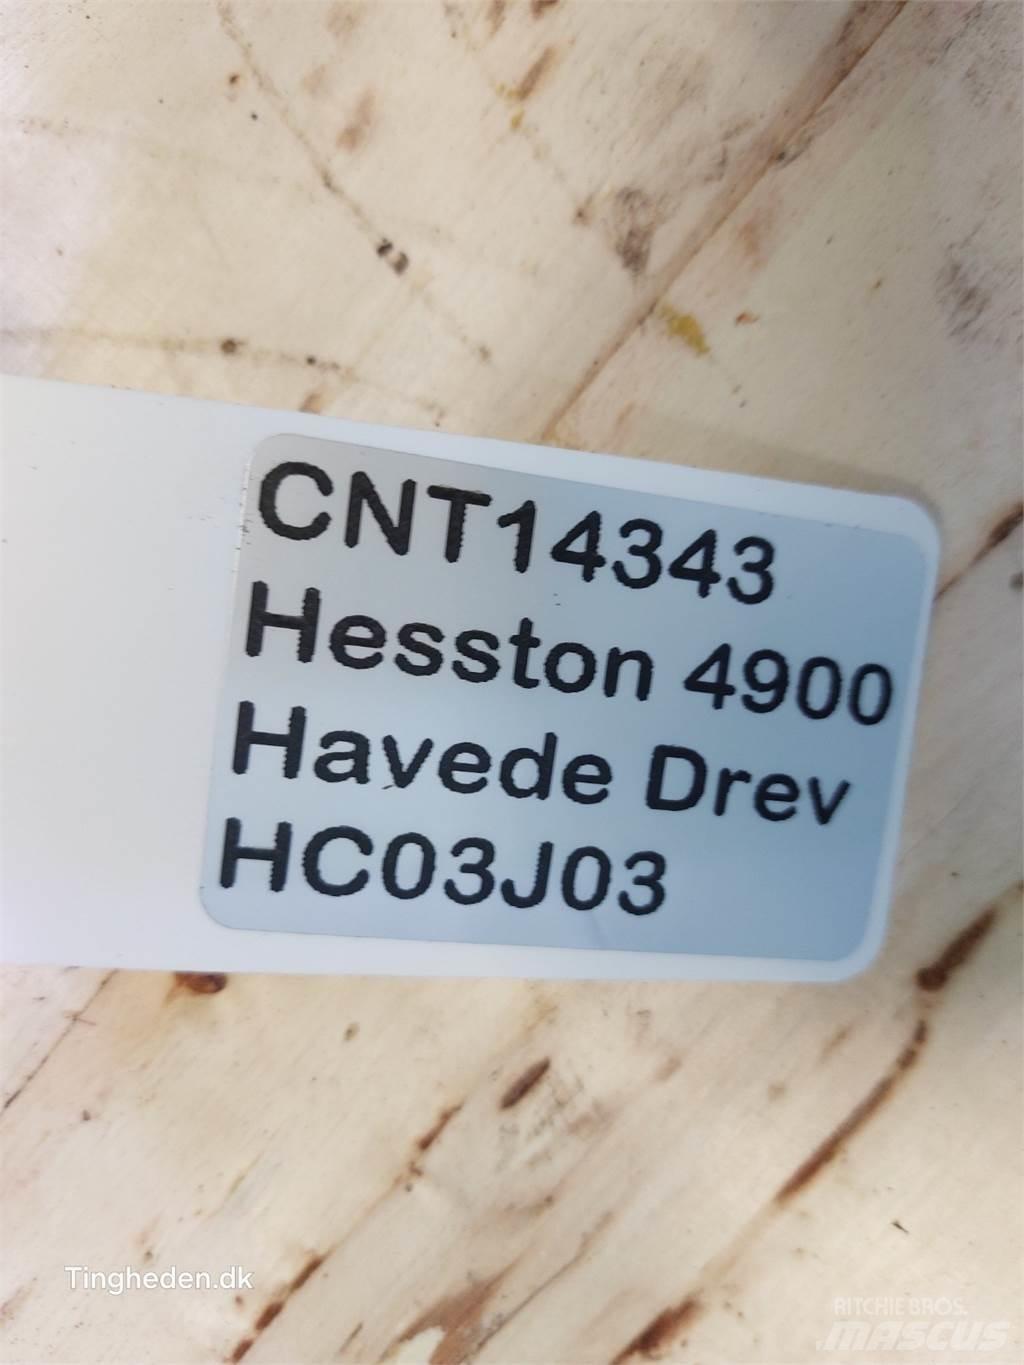 CNT14343
Hesston 4900
Havede Drev
HC03J03
Tingheden.dk
RITCHIE BROS.
MASCUS